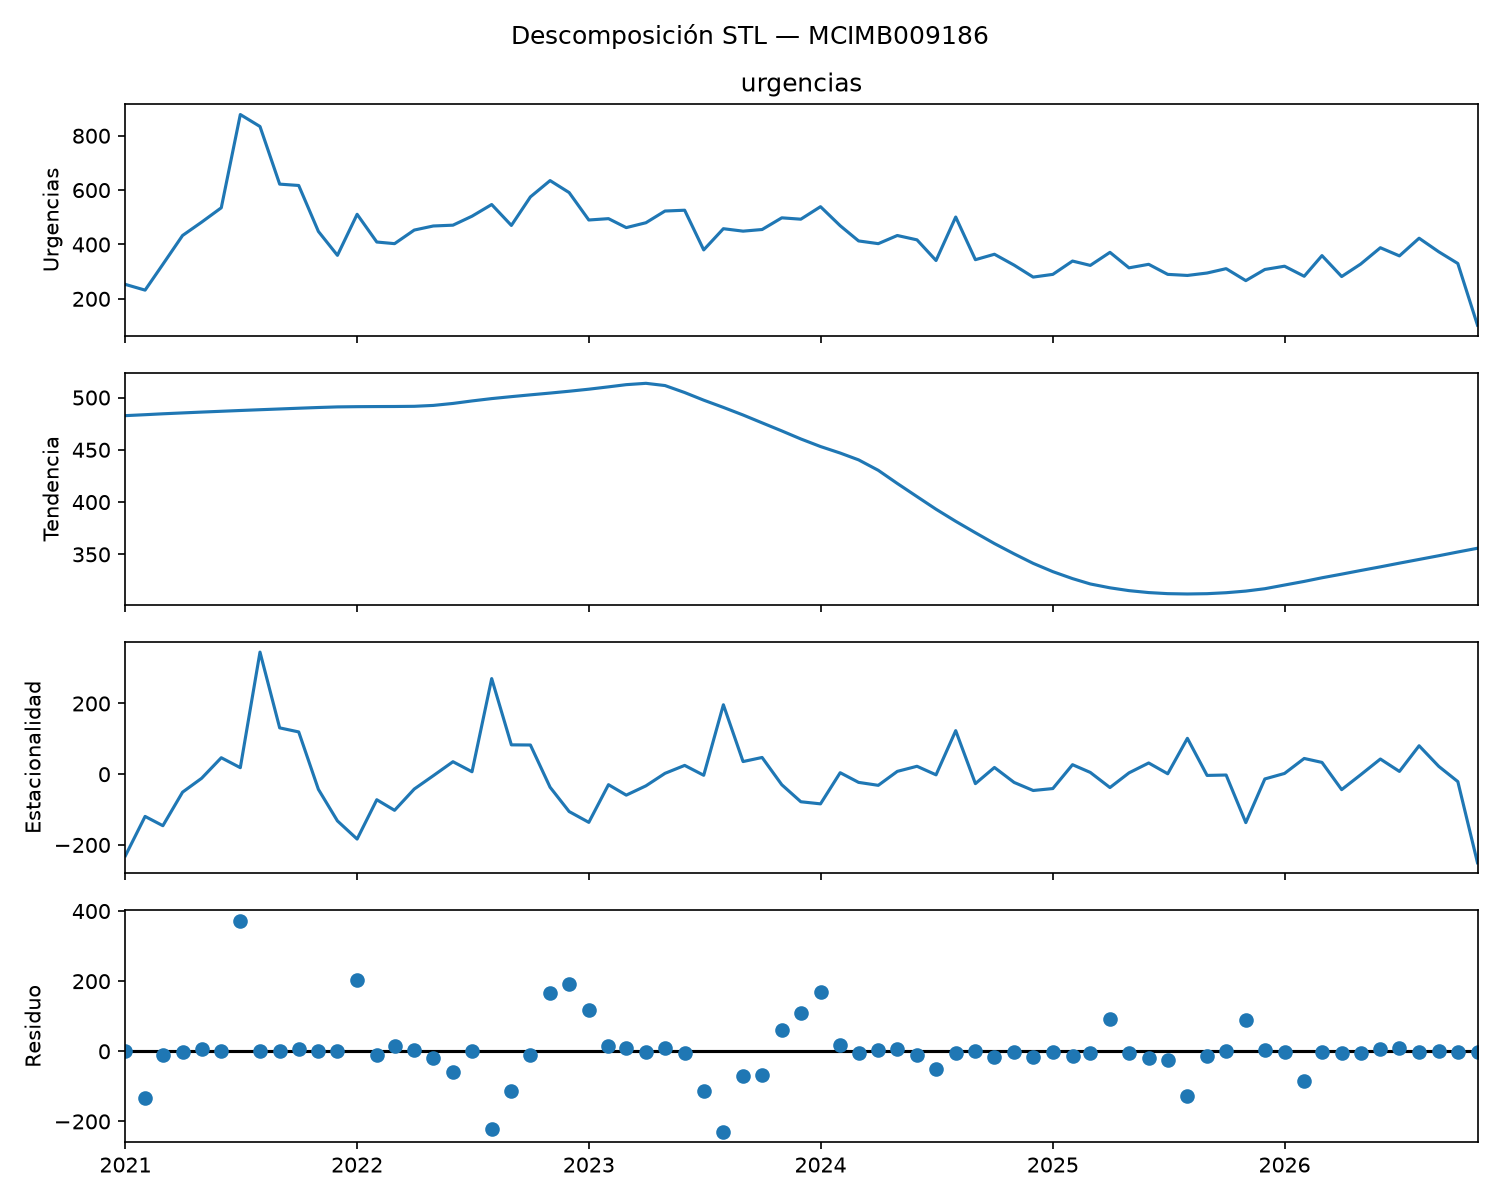 Descomposición STL — MCIMB009186
urgencias
Urgencias
800
600
400
200
Tendencia
500
450
400
350
Estacionalidad
200
0
−200
Residuo
400
200
0
−200
2021 2022 2023 2024 2025 2026